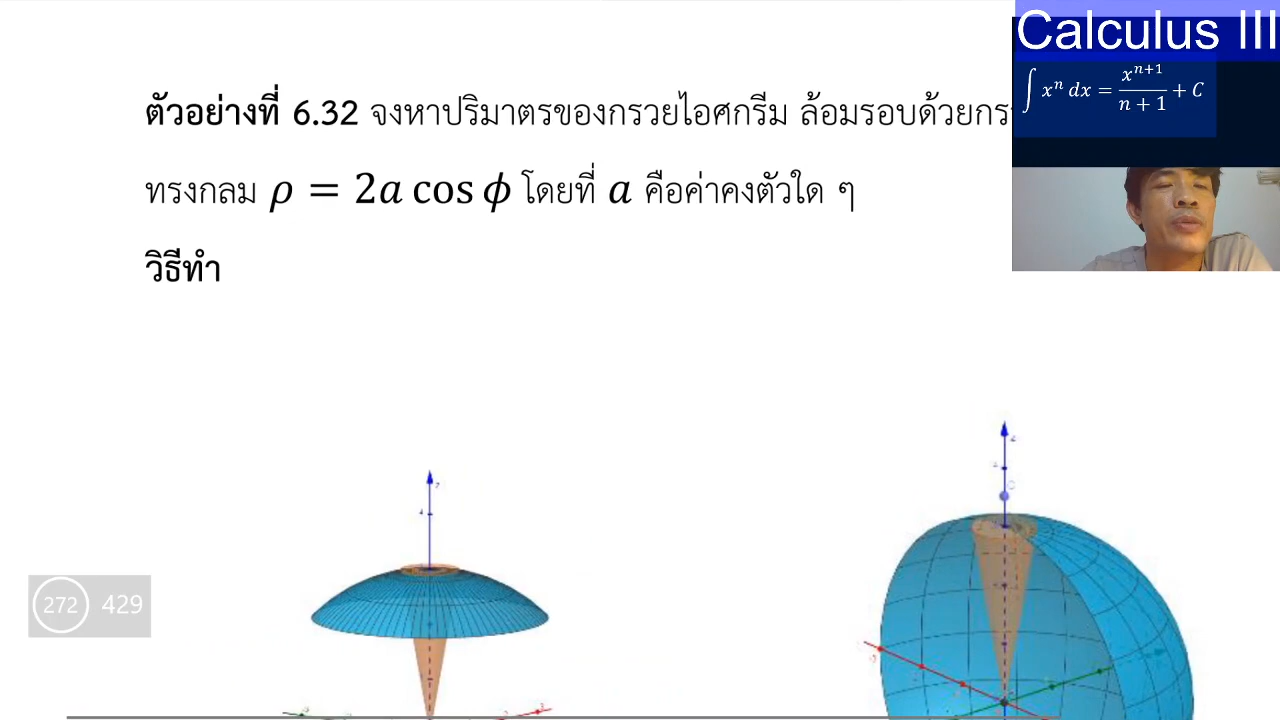 Calculus III
∫ xⁿ dx = xⁿ⁺¹ / n + 1 + C
ตัวอย่างที่ 6.32 จงหาปริมาตรของกรวยไอศกรีม ล้อมรอบด้วย
ทรงกลม ρ = 2a cos ϕ โดยที่ a คือค่าคงตัวใด ๆ
วิธีทำ
272 429